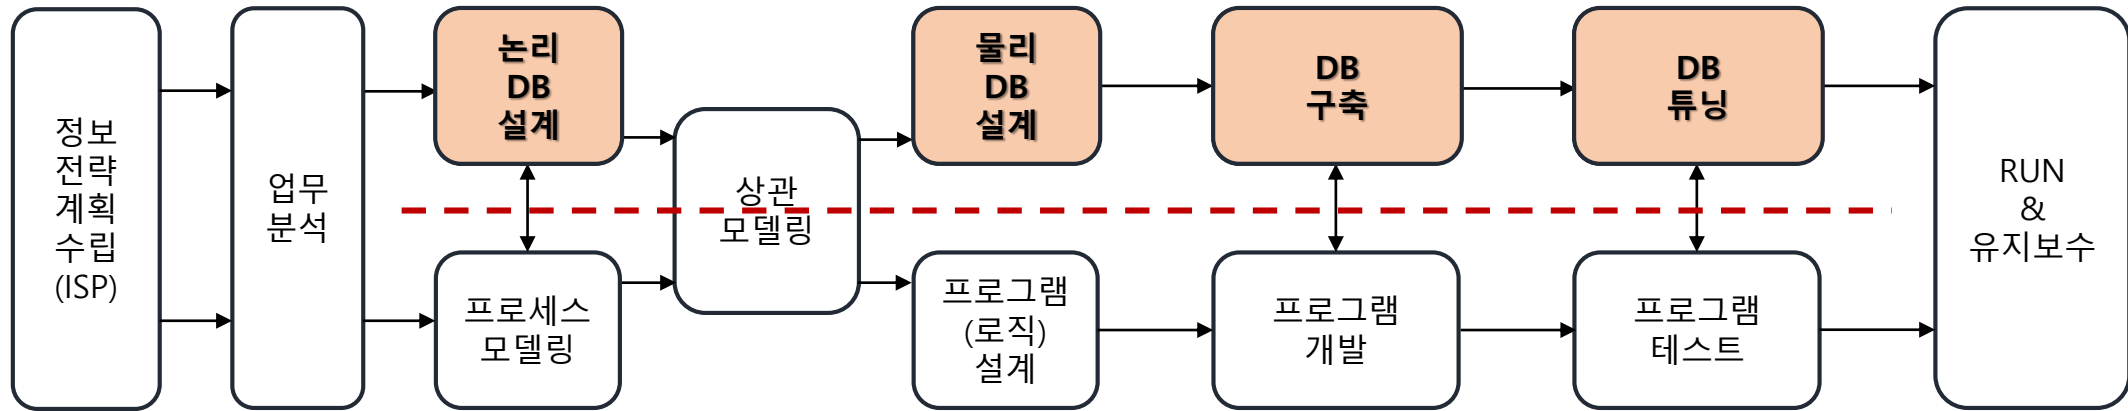 정보
전략
계획
수립
(ISP)
업무
분석
논리
DB
설계
프로세스
모델링
상관
모델링
물리
DB
설계
프로그램
(로직)
설계
DB
구축
프로그램
개발
DB
튜닝
프로그램
테스트
RUN
&
유지보수